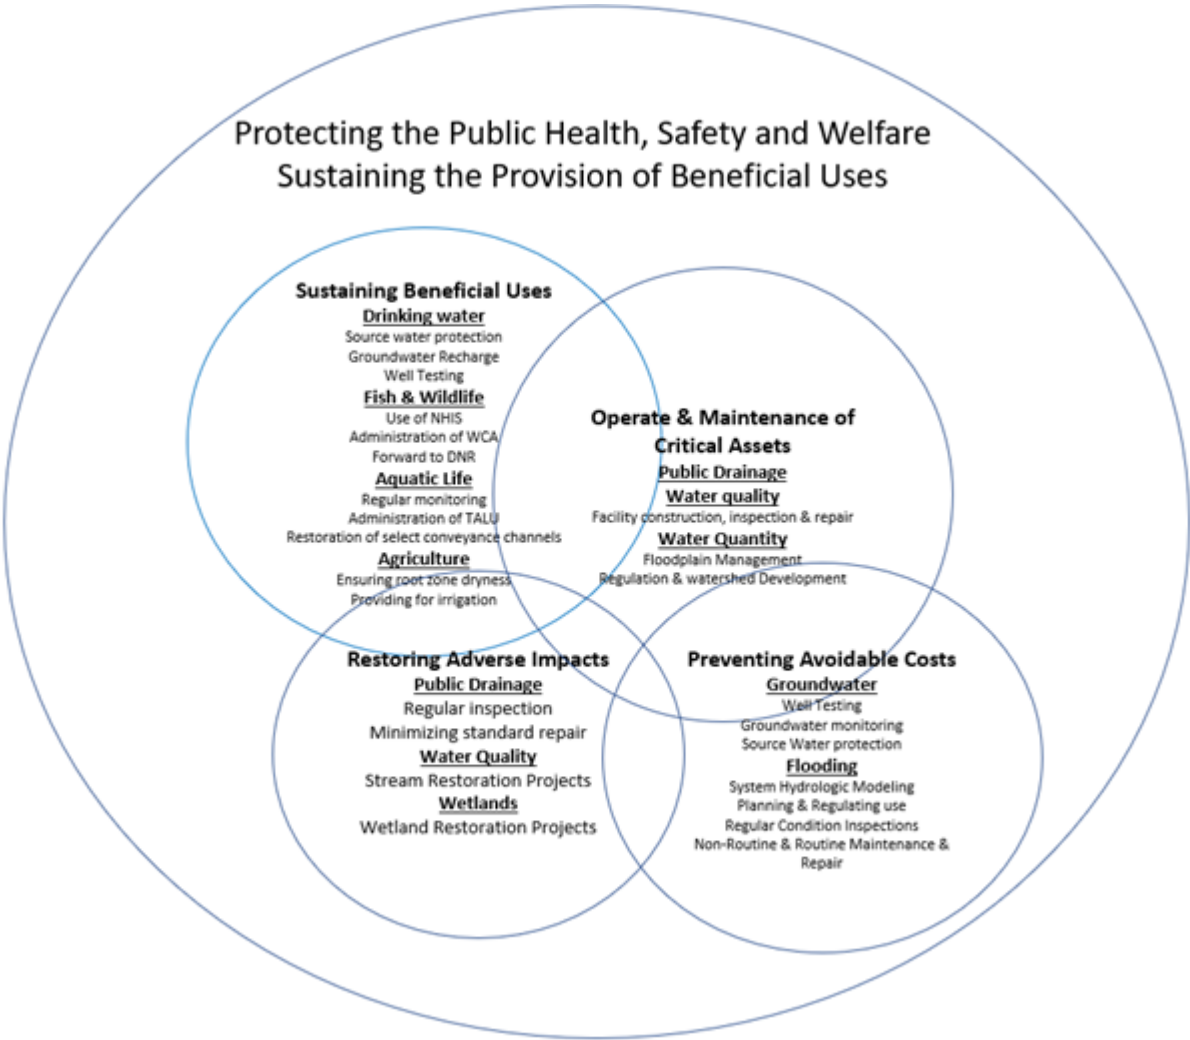 Protecting the Public Health, Safety and Welfare
Sustaining the Provision of Beneficial Uses
Sustaining Beneficial Uses
Drinking water
Source water protection
Groundwater Recharge
Well Testing
Fish & Wildlife
Use of NHIS
Administration of WCA
Forward to DNR
Aquatic Life
Regular monitoring
Administration of TALU
Restoration of select conveyance channels
Agriculture
Ensuring root zone dryness
Providing for irrigation
Operate & Maintenance of
Critical Assets
Public Drainage
Water quality
Facility construction, inspection & repair
Water Quantity
Floodplain Management
Regulation & watershed Development
Restoring Adverse Impacts
Public Drainage
Regular inspection
Minimizing standard repair
Water Quality
Stream Restoration Projects
Wetlands
Wetland Restoration Projects
Preventing Avoidable Costs
Groundwater
Well Testing
Groundwater monitoring
Source Water protection
Flooding
System Hydrologic Modeling
Planning & Regulating use
Regular Condition Inspections
Non-Routine & Routine Maintenance &
Repair